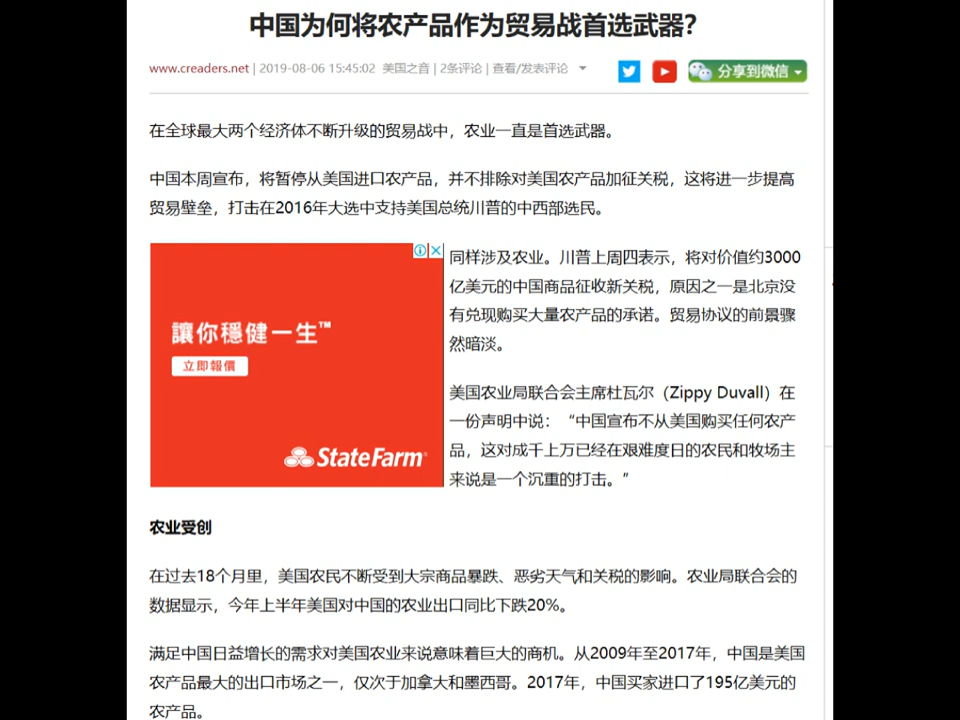 中国为何将农产品作为贸易战首选武器?
www.creaders.net | 2019-08-06 15:45:02 美国之音 | 2条评论 | 查看/发表评论
分享到微信
在全球最大两个经济体不断升级的贸易战中，农业一直是首选武器。
中国本周宣布，将暂停从美国进口农产品，并不排除对美国农产品加征关税，这将进一步提高
贸易壁垒，打击在2016年大选中支持美国总统川普的中西部选民。
讓你穩健一生™
立即報價
StateFarm
同样涉及农业。川普上周四表示，将对价值约3000
亿美元的中国商品征收新关税，原因之一是北京没
有兑现购买大量农产品的承诺。贸易协议的前景骤
然暗淡。
美国农业局联合会主席杜瓦尔（Zippy Duvall）在
一份声明中说：“中国宣布不从美国购买任何农产
品，这对成千上万已经在艰难度日的农民和牧场主
来说是一个沉重的打击。”
农业受创
在过去18个月里，美国农民不断受到大宗商品暴跌、恶劣天气和关税的影响。农业局联合会的
数据显示，今年上半年美国对中国的农业出口同比下跌20%。
满足中国日益增长的需求对美国农业来说意味着巨大的商机。从2009年至2017年，中国是美国
农产品最大的出口市场之一，仅次于加拿大和墨西哥。2017年，中国买家进口了195亿美元的
农产品。